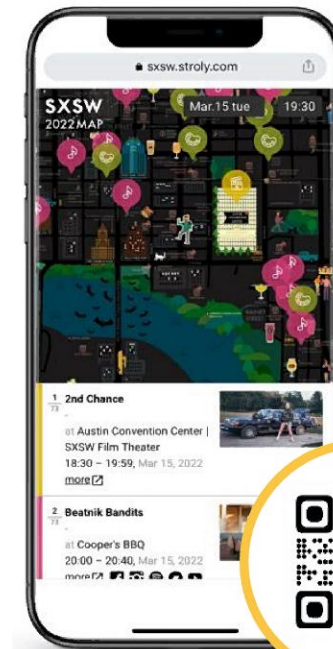 sxsw.stroly.com
SXSW
2022 MAP
Mar.15 tue
19:30
1
73
2nd Chance
-
at Austin Convention Center |
SXSW Film Theater
18:30 – 19:59, Mar 15, 2022
more
2
73
Beatnik Bandits
-
at Cooper's BBQ
20:00 – 20:40, Mar 15, 2022
more